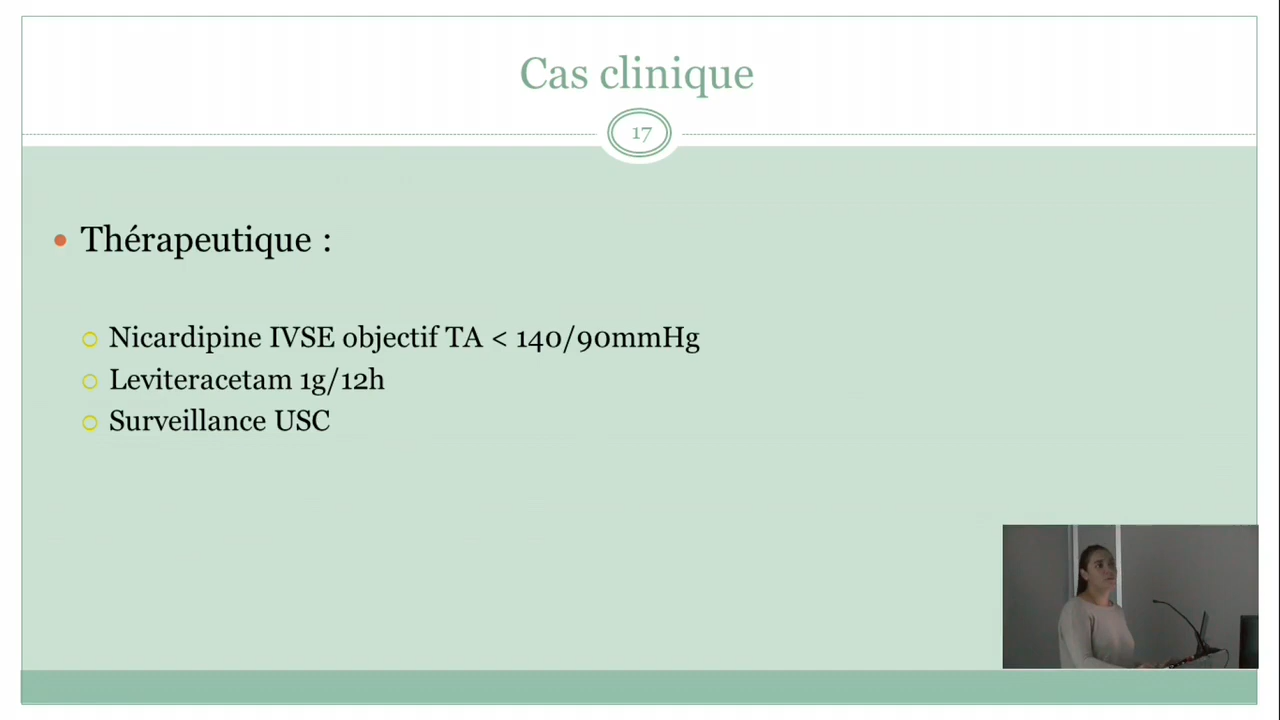 Cas clinique
17
Thérapeutique :
Nicardipine IVSE objectif TA < 140/90mmHg
Leviteracetam 1g/12h
Surveillance USC